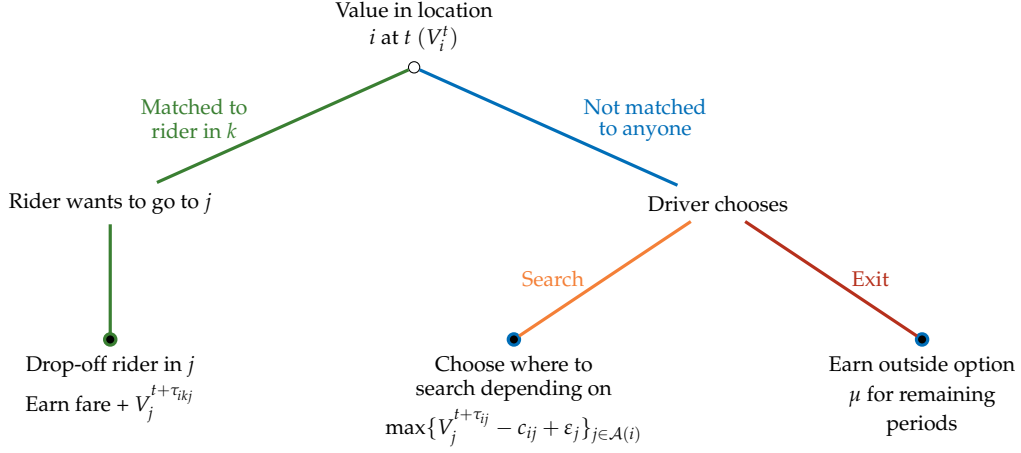 Value in location
i at t (V_i^t)
Matched to
rider in k
Not matched
to anyone
Rider wants to go to j
Driver chooses
Search
Exit
Drop-off rider in j
Earn fare + V_j^{t+τ_{ikj}}
Choose where to
search depending on
max{V_j^{t+τ_{ij}} − c_{ij} + ε_j}_{j∈𝒜(i)}
Earn outside option
μ for remaining
periods